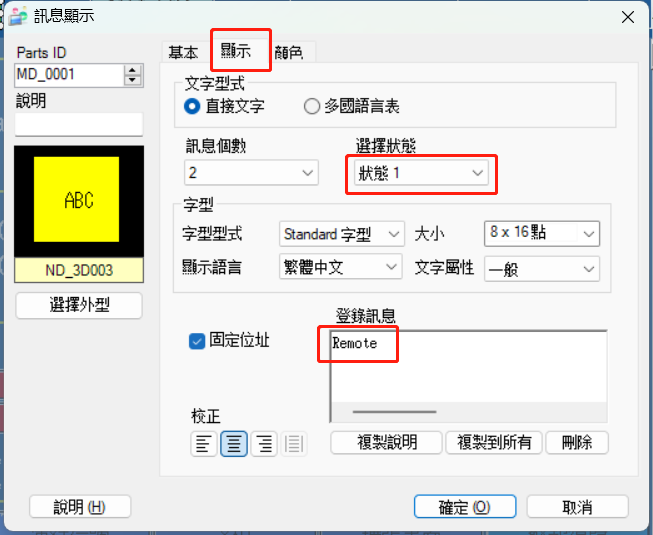 訊息顯示
Parts ID
MD_0001
說明
ABC
ND_3D003
選擇外型
基本 顯示 顏色
文字型式
直接文字 多國語言表
訊息個數 選擇狀態
2 狀態 1
字型
字型型式 Standard 字型 大小 8 x 16點
顯示語言 繁體中文 文字屬性 一般
登錄訊息
固定位址
Remote
校正
複製說明 複製到所有 刪除
說明 (H) 確定 (O) 取消